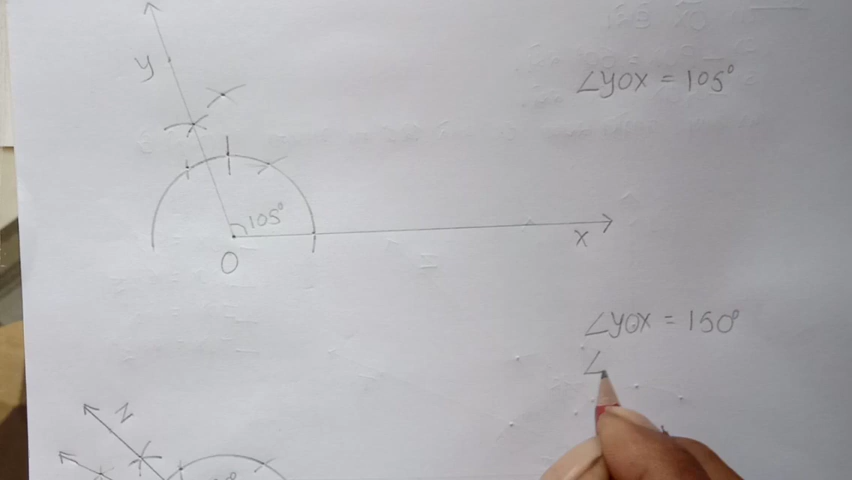 y
∠YOX = 105°
105°
X
O
∠YOX = 150°
∠
N